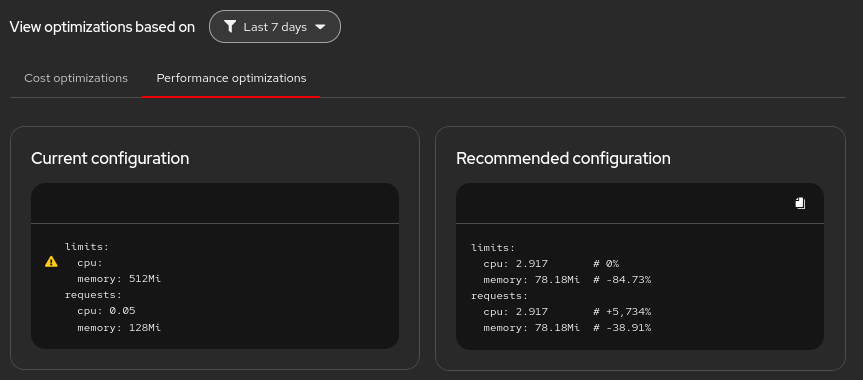 View optimizations based on
Last 7 days
Cost optimizations
Performance optimizations
Current configuration
limits:
cpu:
memory: 512Mi
requests:
cpu: 0.05
memory: 128Mi
Recommended configuration
limits:
cpu: 2.917 # 0%
memory: 78.18Mi # -84.73%
requests:
cpu: 2.917 # +5,734%
memory: 78.18Mi # -38.91%